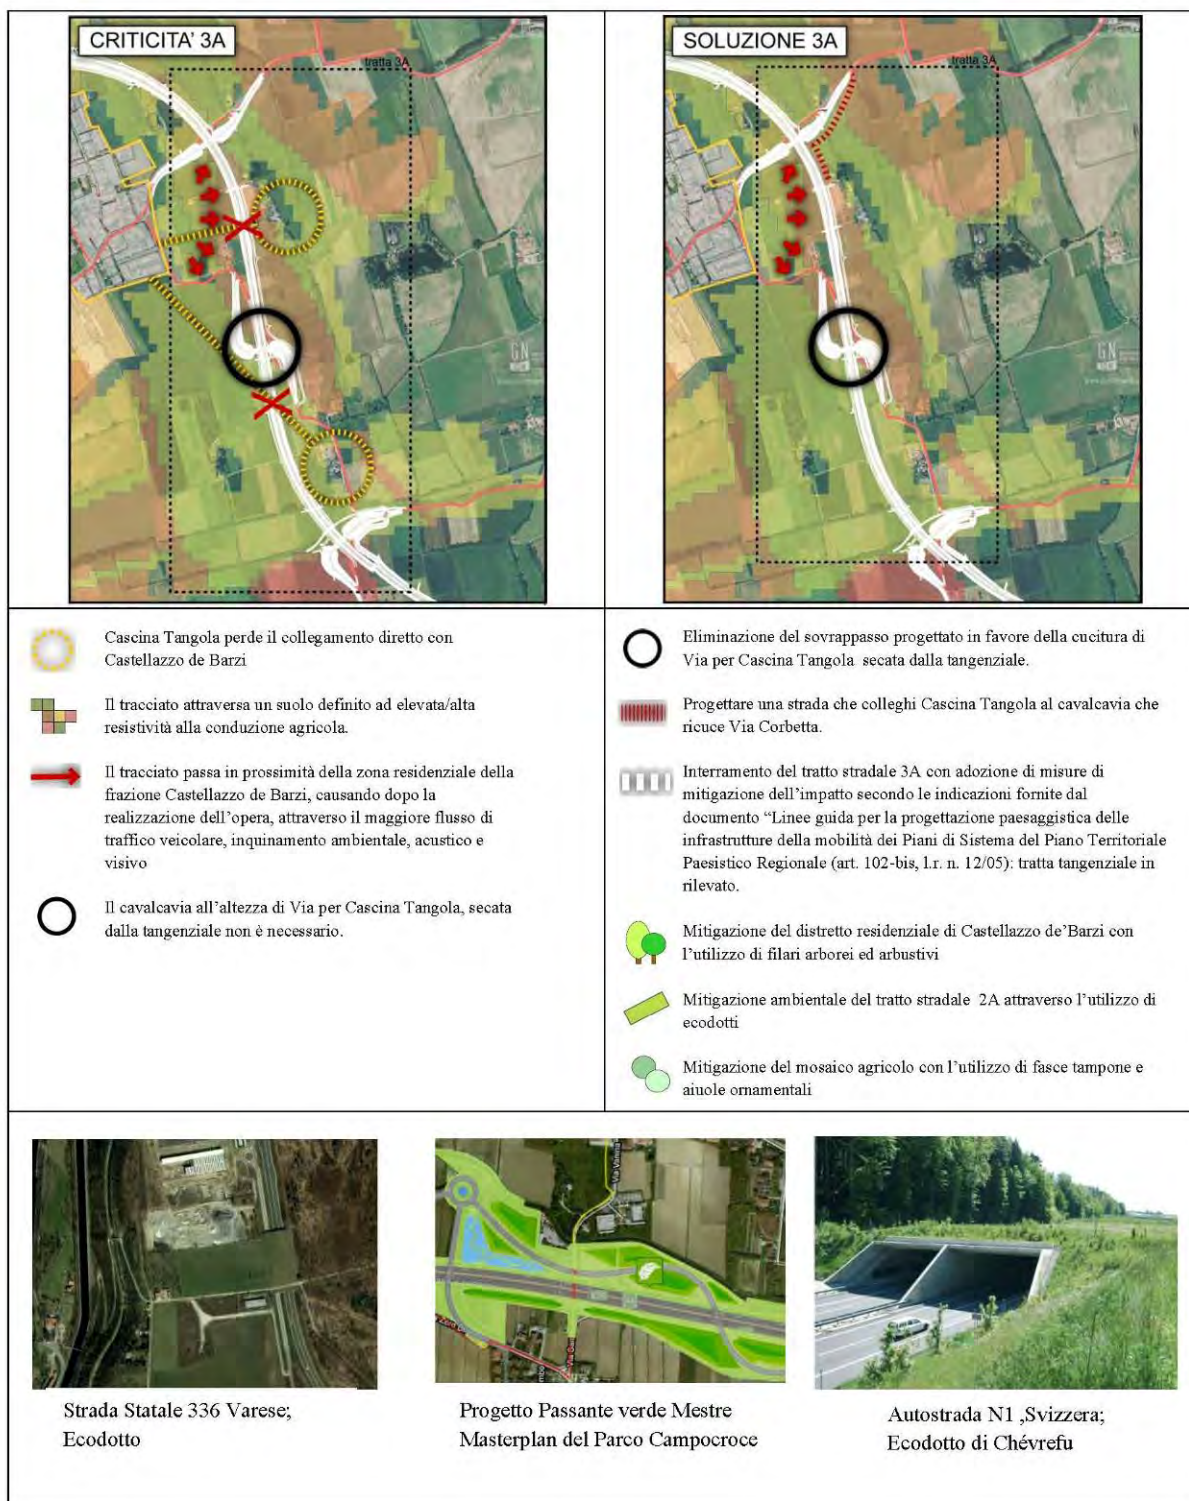 CRITICITA' 3A
tratta 3A
SOLUZIONE 3A
tratta 3A
GN
GN
Cascina Tangola perde il collegamento diretto con
Castellazzo de Barzi
Il tracciato attraversa un suolo definito ad elevata/alta
resistività alla conduzione agricola.
Il tracciato passa in prossimità della zona residenziale della
frazione Castellazzo de Barzi, causando dopo la
realizzazione dell'opera, attraverso il maggiore flusso di
traffico veicolare, inquinamento ambientale, acustico e
visivo
Il cavalcavia all'altezza di Via per Cascina Tangola, secata
dalla tangenziale non è necessario.
Eliminazione del sovrappasso progettato in favore della cucitura di
Via per Cascina Tangola secata dalla tangenziale.
Progettare una strada che colleghi Cascina Tangola al cavalcavia che
ricuce Via Corbetta.
Interramento del tratto stradale 3A con adozione di misure di
mitigazione dell'impatto secondo le indicazioni fornite dal
documento “Linee guida per la progettazione paesaggistica delle
infrastrutture della mobilità dei Piani di Sistema del Piano Territoriale
Paesistico Regionale (art. 102-bis, l.r. n. 12/05): tratta tangenziale in
rilevato.
Mitigazione del distretto residenziale di Castellazzo de'Barzi con
l'utilizzo di filari arborei ed arbustivi
Mitigazione ambientale del tratto stradale 2A attraverso l'utilizzo di
ecodotti
Mitigazione del mosaico agricolo con l'utilizzo di fasce tampone e
aiuole ornamentali
Via Varrina
Strada Statale 336 Varese;
Ecodotto
Progetto Passante verde Mestre
Masterplan del Parco Campocroce
Autostrada N1 ,Svizzera;
Ecodotto di Chévrefu